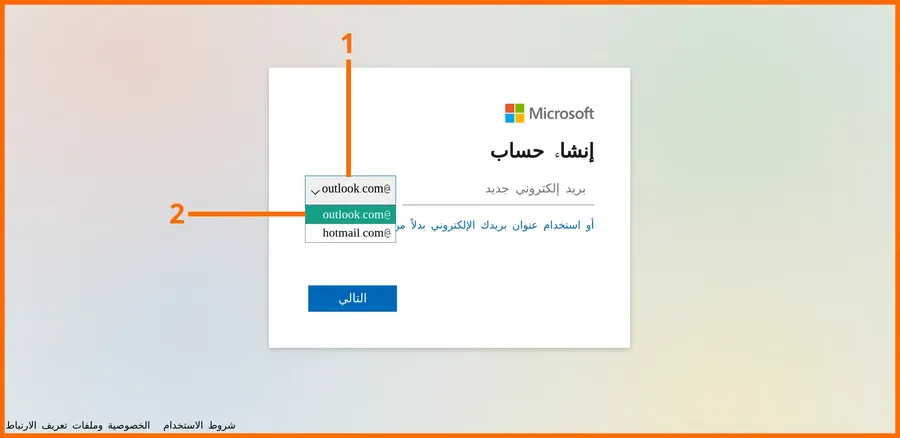 1
Microsoft
إنشاء حساب
بريد إلكتروني جديد
outlook.com@
2
outlook.com@
hotmail.com@
أو استخدام عنوان بريدك الإلكتروني بدلاً من
التالي
شروط الاستخدام الخصوصية وملفات تعريف الارتباط